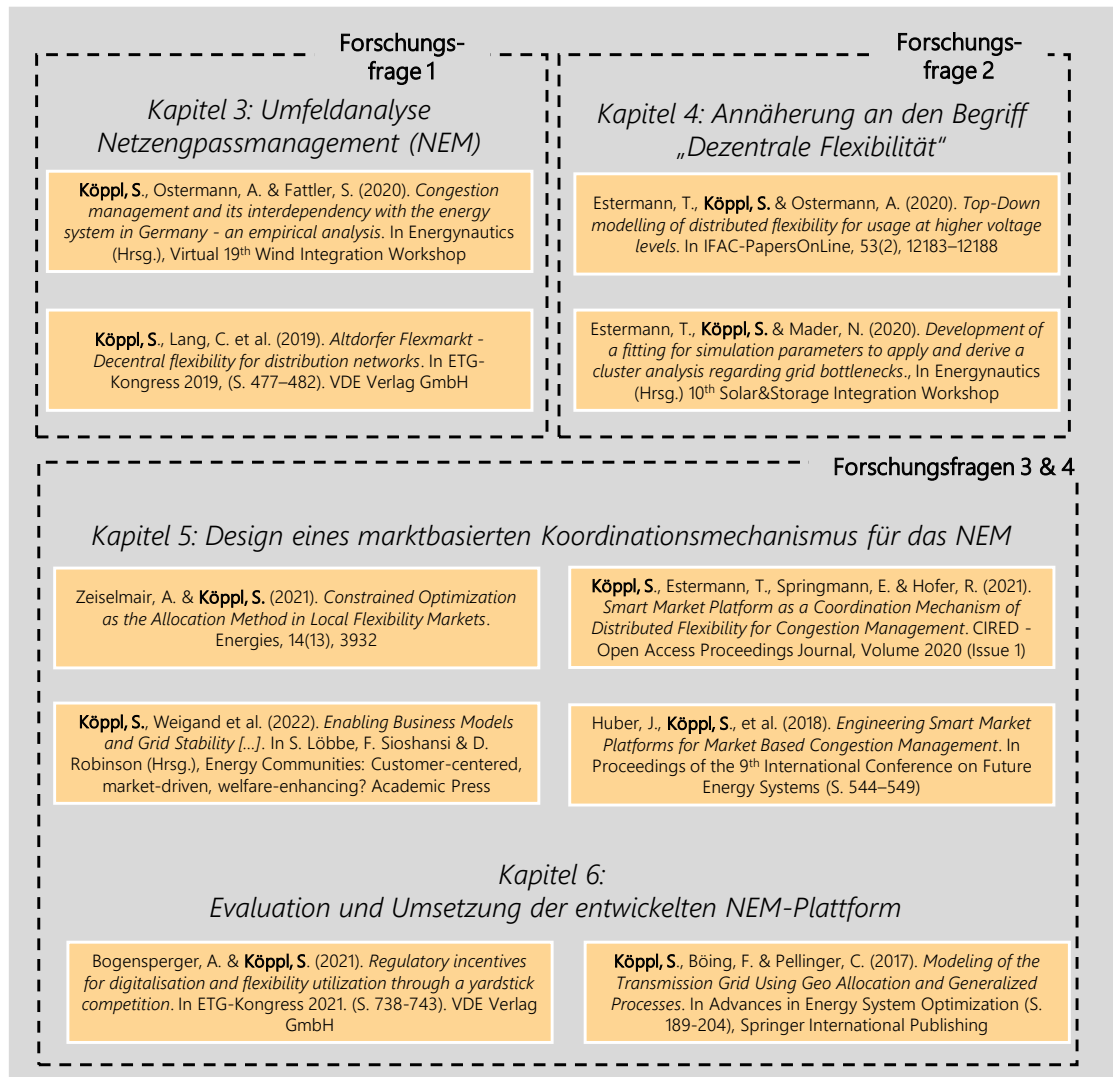 Forschungs-
frage 1
Kapitel 3: Umfeldanalyse
Netzengpassmanagement (NEM)
Köppl, S., Ostermann, A. & Fattler, S. (2020). Congestion
management and its interdependency with the energy
system in Germany - an empirical analysis. In Energynautics
(Hrsg.), Virtual 19th Wind Integration Workshop
Köppl, S., Lang, C. et al. (2019). Altdorfer Flexmarkt -
Decentral flexibility for distribution networks. In ETG-
Kongress 2019, (S. 477–482). VDE Verlag GmbH
Forschungs-
frage 2
Kapitel 4: Annäherung an den Begriff
„Dezentrale Flexibilität“
Estermann, T., Köppl, S. & Ostermann, A. (2020). Top-Down
modelling of distributed flexibility for usage at higher voltage
levels. In IFAC-PapersOnLine, 53(2), 12183–12188
Estermann, T., Köppl, S. & Mader, N. (2020). Development of
a fitting for simulation parameters to apply and derive a
cluster analysis regarding grid bottlenecks., In Energynautics
(Hrsg.) 10th Solar&Storage Integration Workshop
Forschungsfragen 3 & 4
Kapitel 5: Design eines marktbasierten Koordinationsmechanismus für das NEM
Zeiselmair, A. & Köppl, S. (2021). Constrained Optimization
as the Allocation Method in Local Flexibility Markets.
Energies, 14(13), 3932
Köppl, S., Estermann, T., Springmann, E. & Hofer, R. (2021).
Smart Market Platform as a Coordination Mechanism of
Distributed Flexibility for Congestion Management. CIRED -
Open Access Proceedings Journal, Volume 2020 (Issue 1)
Köppl, S., Weigand et al. (2022). Enabling Business Models
and Grid Stability [...]. In S. Löbbe, F. Sioshansi & D.
Robinson (Hrsg.), Energy Communities: Customer-centered,
market-driven, welfare-enhancing? Academic Press
Huber, J., Köppl, S., et al. (2018). Engineering Smart Market
Platforms for Market Based Congestion Management. In
Proceedings of the 9th International Conference on Future
Energy Systems (S. 544–549)
Kapitel 6:
Evaluation und Umsetzung der entwickelten NEM-Plattform
Bogensperger, A. & Köppl, S. (2021). Regulatory incentives
for digitalisation and flexibility utilization through a yardstick
competition. In ETG-Kongress 2021. (S. 738-743). VDE Verlag
GmbH
Köppl, S., Böing, F. & Pellinger, C. (2017). Modeling of the
Transmission Grid Using Geo Allocation and Generalized
Processes. In Advances in Energy System Optimization (S.
189-204), Springer International Publishing